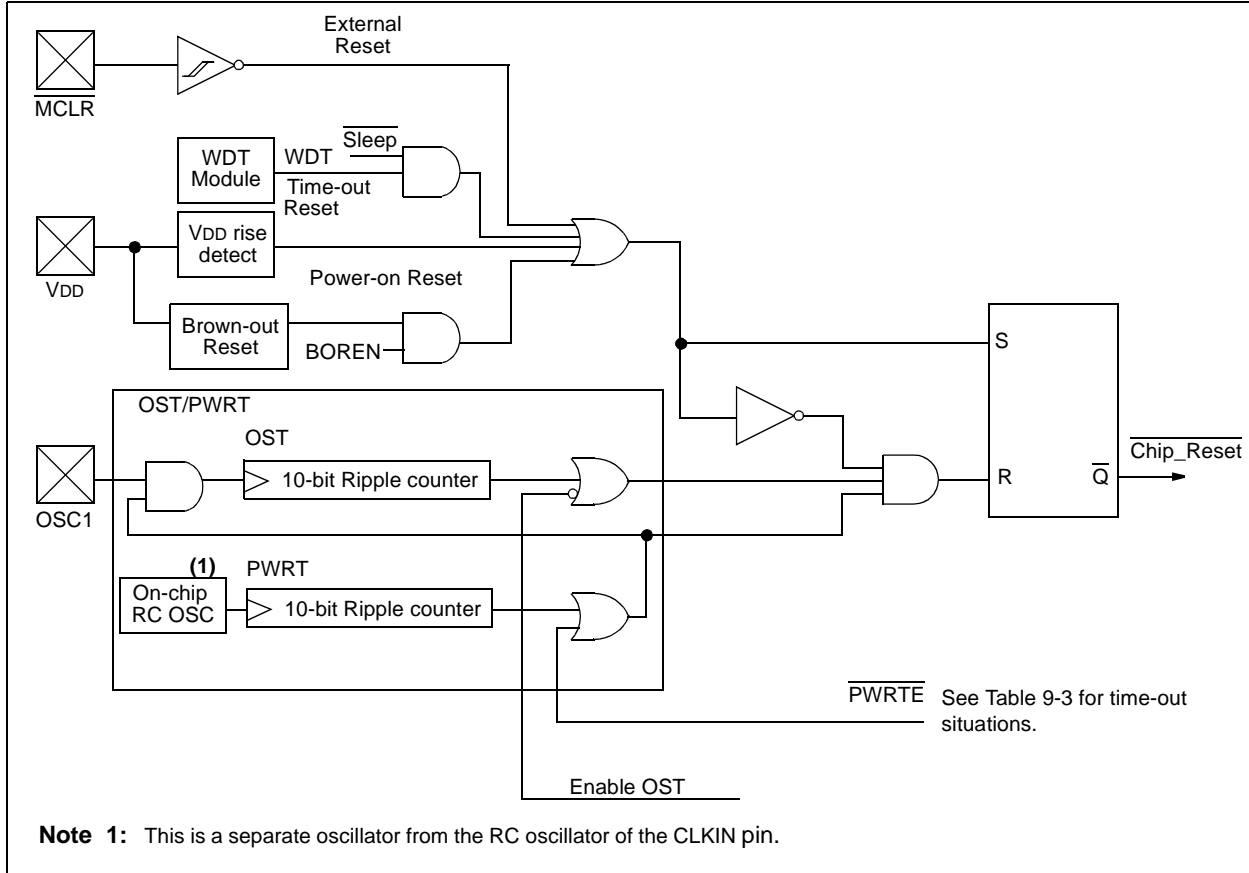 External
Reset
MCLR
Sleep
WDT
Module
WDT
Time-out
Reset
VDD
VDD rise
detect
Power-on Reset
Brown-out
Reset
BOREN
S
OST/PWRT
OST
10-bit Ripple counter
OSC1
R
Q
Chip_Reset
(1)
On-chip
RC OSC
PWRT
10-bit Ripple counter
PWRTE
See Table 9-3 for time-out
situations.
Enable OST
Note 1: This is a separate oscillator from the RC oscillator of the CLKIN pin.